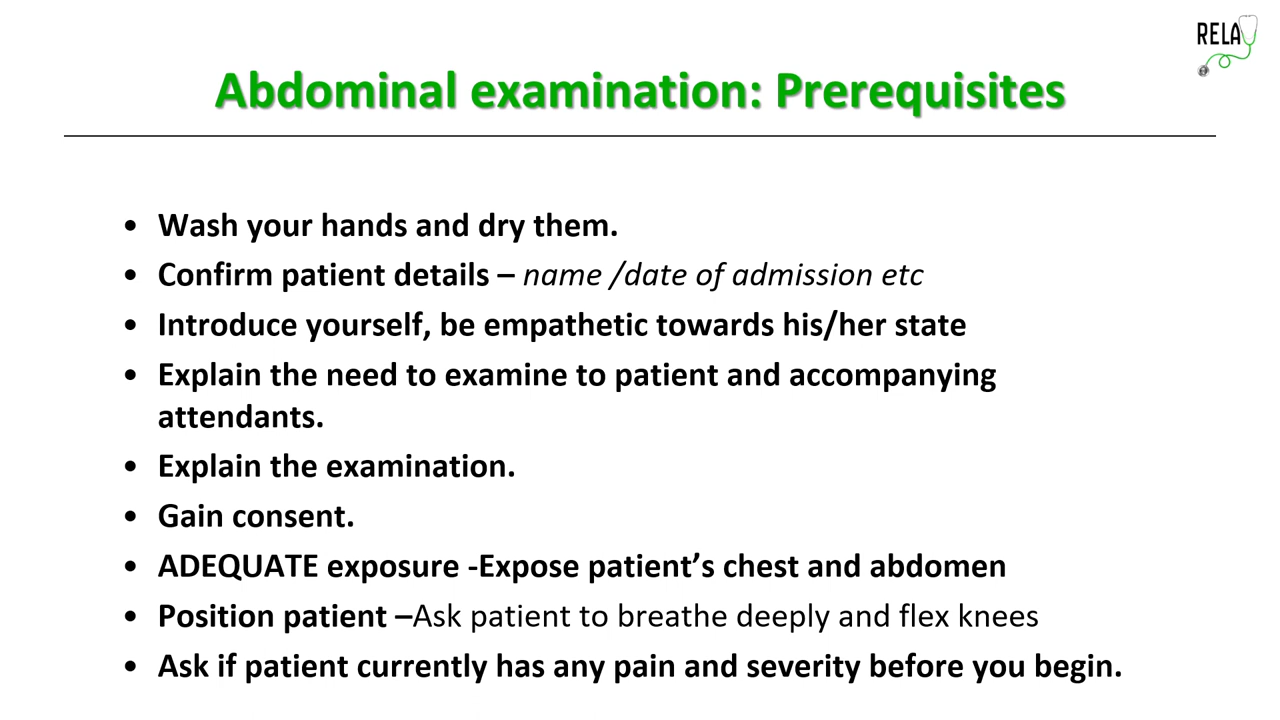 RELAY
Abdominal examination: Prerequisites
• Wash your hands and dry them.
• Confirm patient details – name /date of admission etc
• Introduce yourself, be empathetic towards his/her state
• Explain the need to examine to patient and accompanying
attendants.
• Explain the examination.
• Gain consent.
• ADEQUATE exposure -Expose patient’s chest and abdomen
• Position patient –Ask patient to breathe deeply and flex knees
• Ask if patient currently has any pain and severity before you begin.